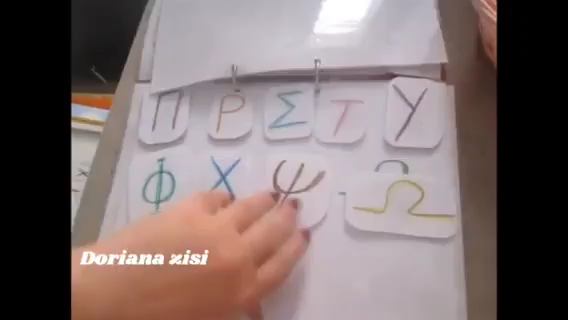 Π Ρ Σ Τ Υ
Φ Χ Ψ Ω
Doriana zisi